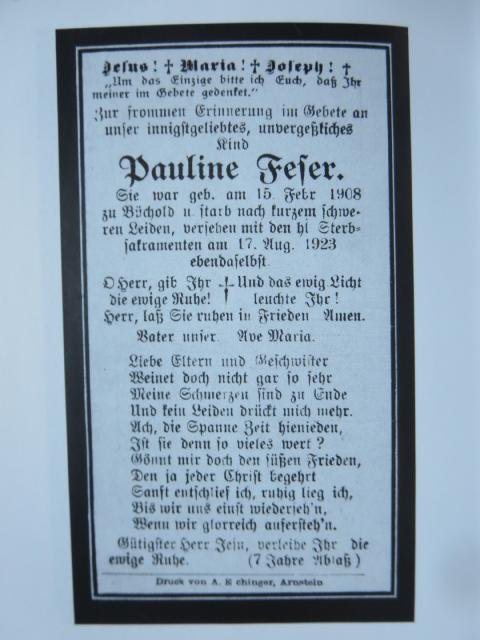 Jesus! † Maria! † Joseph! †
„Um das Einzige bitte ich Euch, daß Ihr
meiner im Gebete gedenket."
Zur frommen Erinnerung im Gebete an
unser innigstgeliebtes, unvergeßliches
Kind
Pauline Feser.
Sie war geb. am 15. Febr 1908
zu Büchold u. starb nach kurzem schwe-
ren Leiden, versehen mit den hl Sterb-
sakramenten am 17. Aug. 1923
ebendaselbst.
O Herr, gib Ihr † Und das ewig Licht
die ewige Ruhe! leuchte Ihr!
Herr, laß Sie ruhen in Frieden Amen.
Vater unser. Ave Maria.
Liebe Eltern und Geschwister
Weinet doch nicht gar so sehr
Meine Schmerzen sind zu Ende
Und kein Leiden drückt mich mehr.
Ach, die Spanne Zeit hienieden,
Ist sie denn so vieles wert?
Gönnt mir doch den süßen Frieden,
Den ja jeder Christ begehrt
Sanft entschlief ich, ruhig lieg ich,
Bis wir uns einst wiederseh'n,
Wenn wir glorreich aufersteh'n.
Gütigster Herr Jesu, verleihe Ihr die
ewige Ruhe. (7 Jahre Ablaß)
Druck von A. chinger, Arnstein